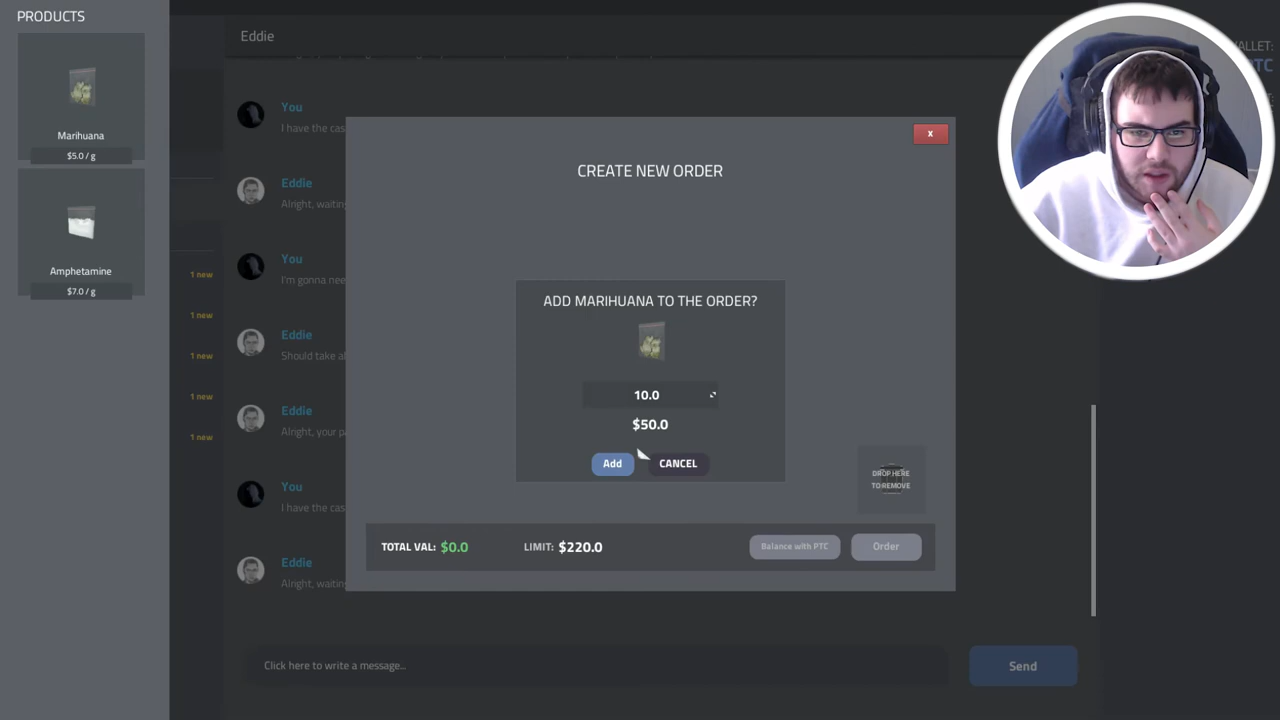 PRODUCTS
Marihuana
$5.0 / g
Amphetamine
$7.0 / g
1 new
1 new
1 new
1 new
1 new
Eddie
You
I have the cas
Eddie
Alright, waitin
You
I'm gonna nee
Eddie
Should take al
Eddie
Alright, your pa
You
I have the cas
Eddie
Alright, waitin
x
CREATE NEW ORDER
ADD MARIHUANA TO THE ORDER?
10.0
$50.0
Add
CANCEL
DROP HERE
TO REMOVE
TOTAL VAL: $0.0
LIMIT: $220.0
Balance with PTC
Order
Click here to write a message...
Send